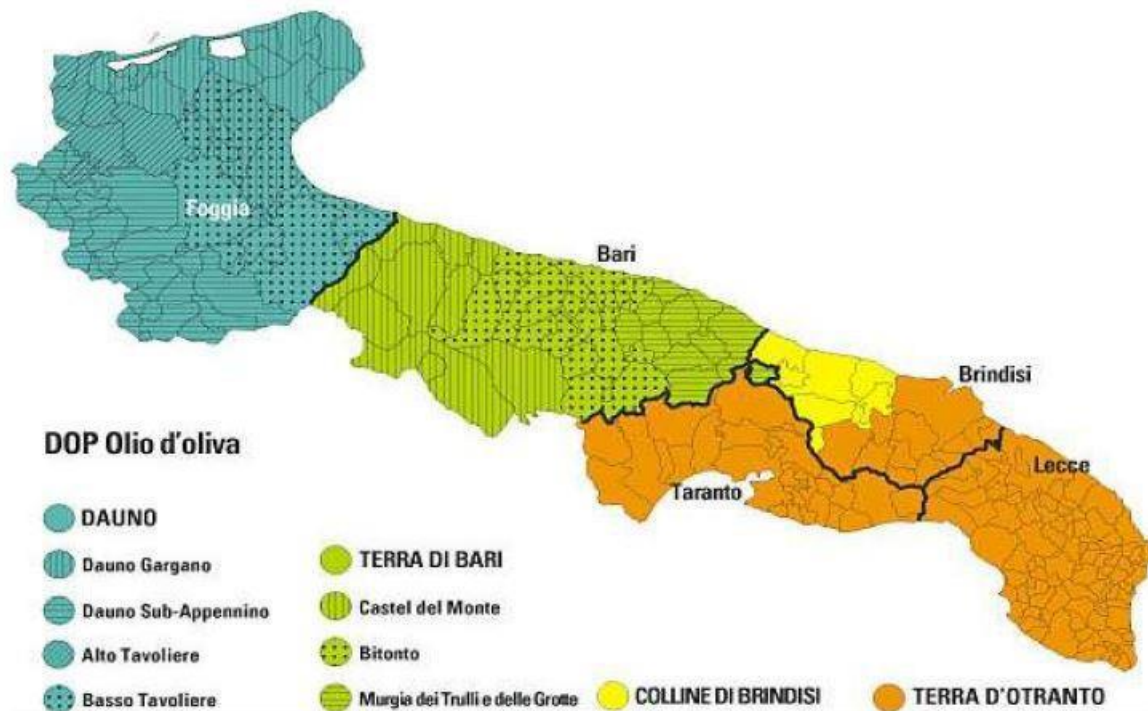 Foggia
Bari
Brindisi
Lecce
Taranto
DOP Olio d'oliva
DAUNO
Dauno Gargano
Dauno Sub-Appennino
Alto Tavoliere
Basso Tavoliere
TERRA DI BARI
Castel del Monte
Bitonto
Murgia dei Trulli e delle Grotte
COLLINE DI BRINDISI
TERRA D'OTRANTO